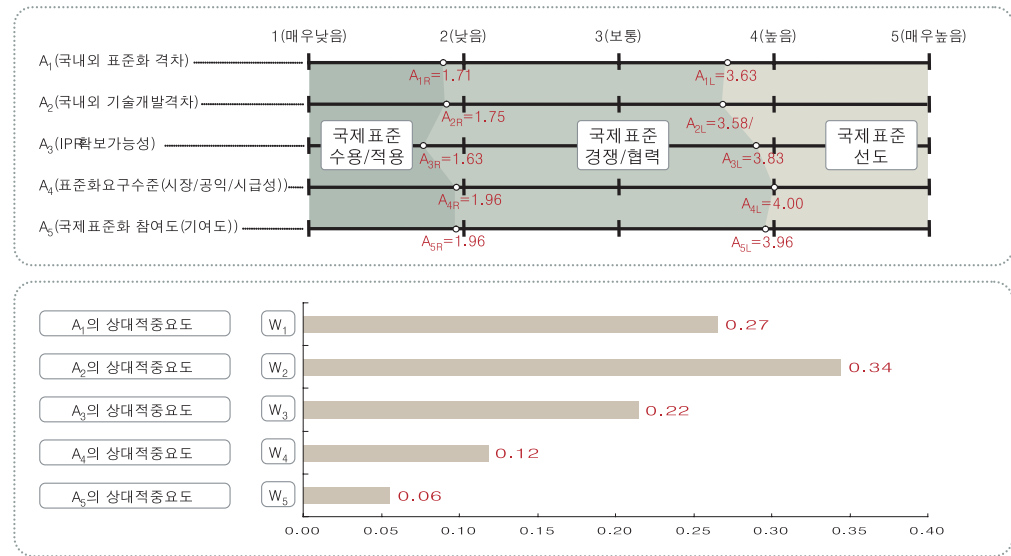 1(매우낮음) 2(낮음) 3(보통) 4(높음) 5(매우높음)
A1(국내외 표준화 격차)
A1R=1.71 A1L=3.63
A2(국내외 기술개발격차)
A2R=1.75 A2L=3.58/
A3(IPR확보가능성)
국제표준 수용/적용
국제표준 경쟁/협력
국제표준 선도
A3R=1.63 A3L=3.83
A4(표준화요구수준(시장/공익/시급성))
A4R=1.96 A4L=4.00
A5(국제표준화 참여도(기여도))
A5R=1.96 A5L=3.96
A1의 상대적중요도 W1 0.27
A2의 상대적중요도 W2 0.34
A3의 상대적중요도 W3 0.22
A4의 상대적중요도 W4 0.12
A5의 상대적중요도 W5 0.06
0.00 0.05 0.10 0.15 0.20 0.25 0.30 0.35 0.40